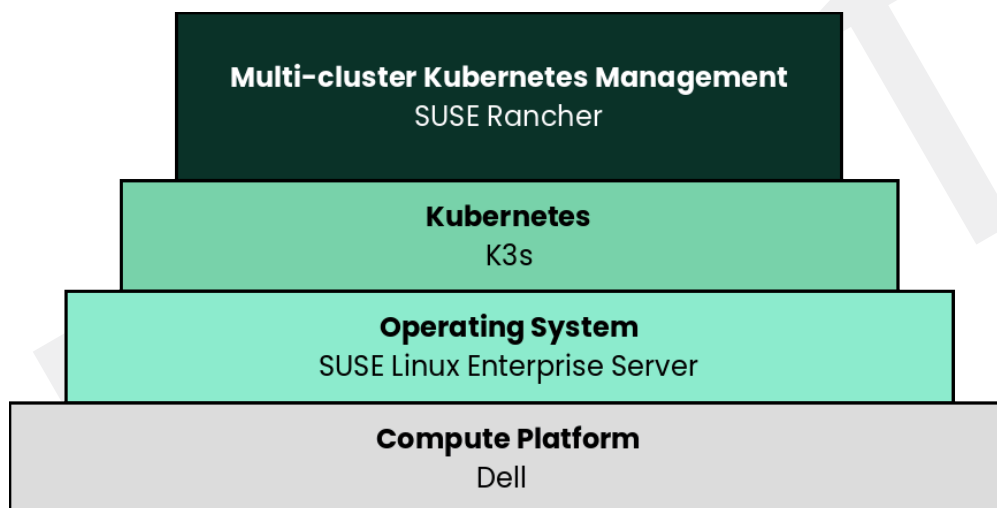 Multi-cluster Kubernetes Management
SUSE Rancher
Kubernetes
K3s
Operating System
SUSE Linux Enterprise Server
Compute Platform
Dell